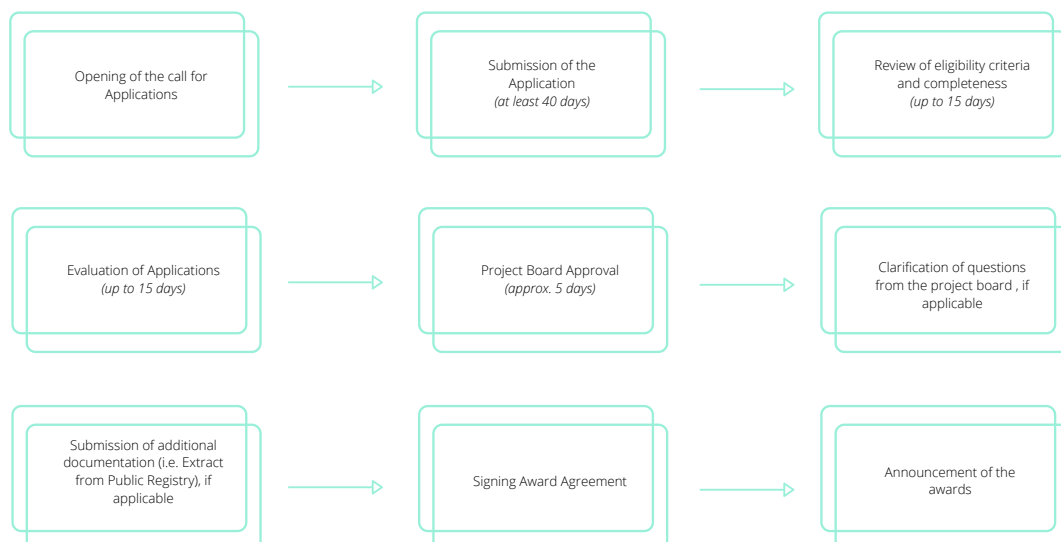 Opening of the call for
Applications
Submission of the
Application
(at least 40 days)
Review of eligibility criteria
and completeness
(up to 15 days)
Evaluation of Applications
(up to 15 days)
Project Board Approval
(approx. 5 days)
Clarification of questions
from the project board , if
applicable
Submission of additional
documentation (i.e. Extract
from Public Registry), if
applicable
Signing Award Agreement
Announcement of the
awards